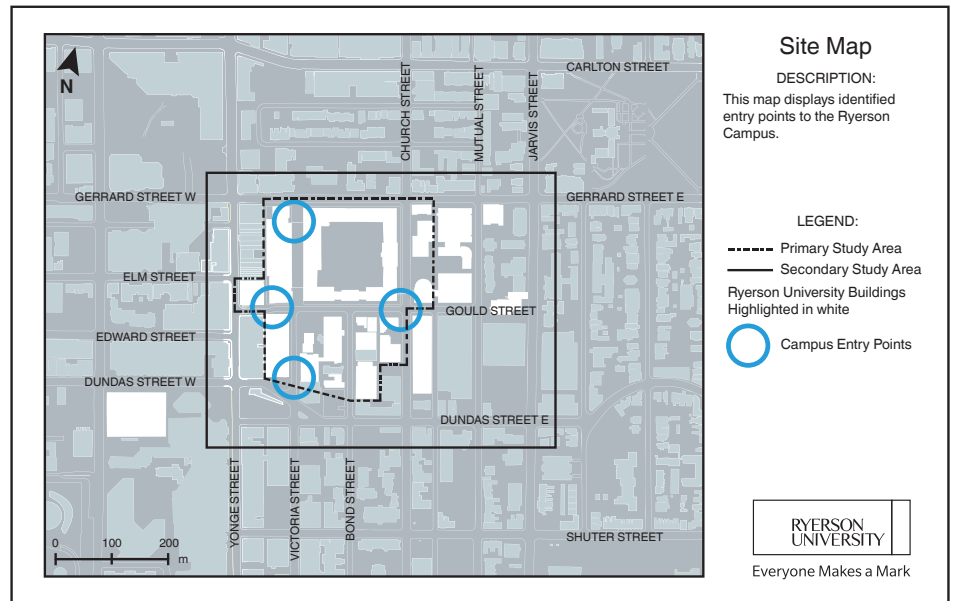 N
CARLTON STREET
CHURCH STREET
MUTUAL STREET
JARVIS STREET
GERRARD STREET W
GERRARD STREET E
ELM STREET
GOULD STREET
EDWARD STREET
DUNDAS STREET W
DUNDAS STREET E
YONGE STREET
VICTORIA STREET
BOND STREET
SHUTER STREET
0 100 200
m
Site Map
DESCRIPTION:
This map displays identified
entry points to the Ryerson
Campus.
LEGEND:
Primary Study Area
Secondary Study Area
Ryerson University Buildings
Highlighted in white
Campus Entry Points
RYERSON
UNIVERSITY
Everyone Makes a Mark